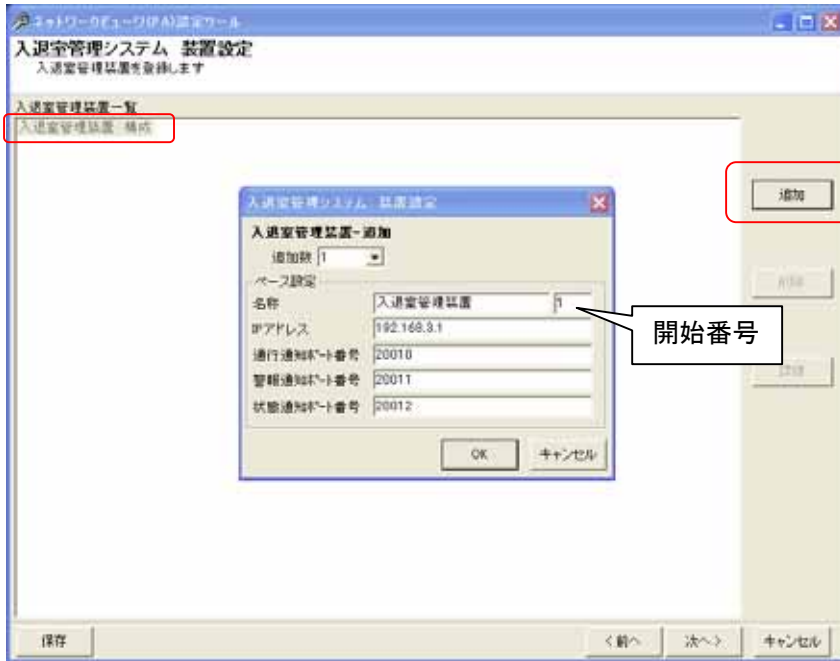 ネットワークビューワ(PA)設定ツール
入退室管理システム 装置設定
入退室管理装置を登録します
入退室管理装置一覧
入退室管理装置 構成
追加
入退室管理システム 装置設定
入退室管理装置-追加
追加数 1
ベース設定
名称 入退室管理装置 1
開始番号
IPアドレス 192.168.3.1
通行通知ポート番号 20010
警報通知ポート番号 20011
状態通知ポート番号 20012
削除
OK キャンセル
保存 <前へ 次へ> キャンセル